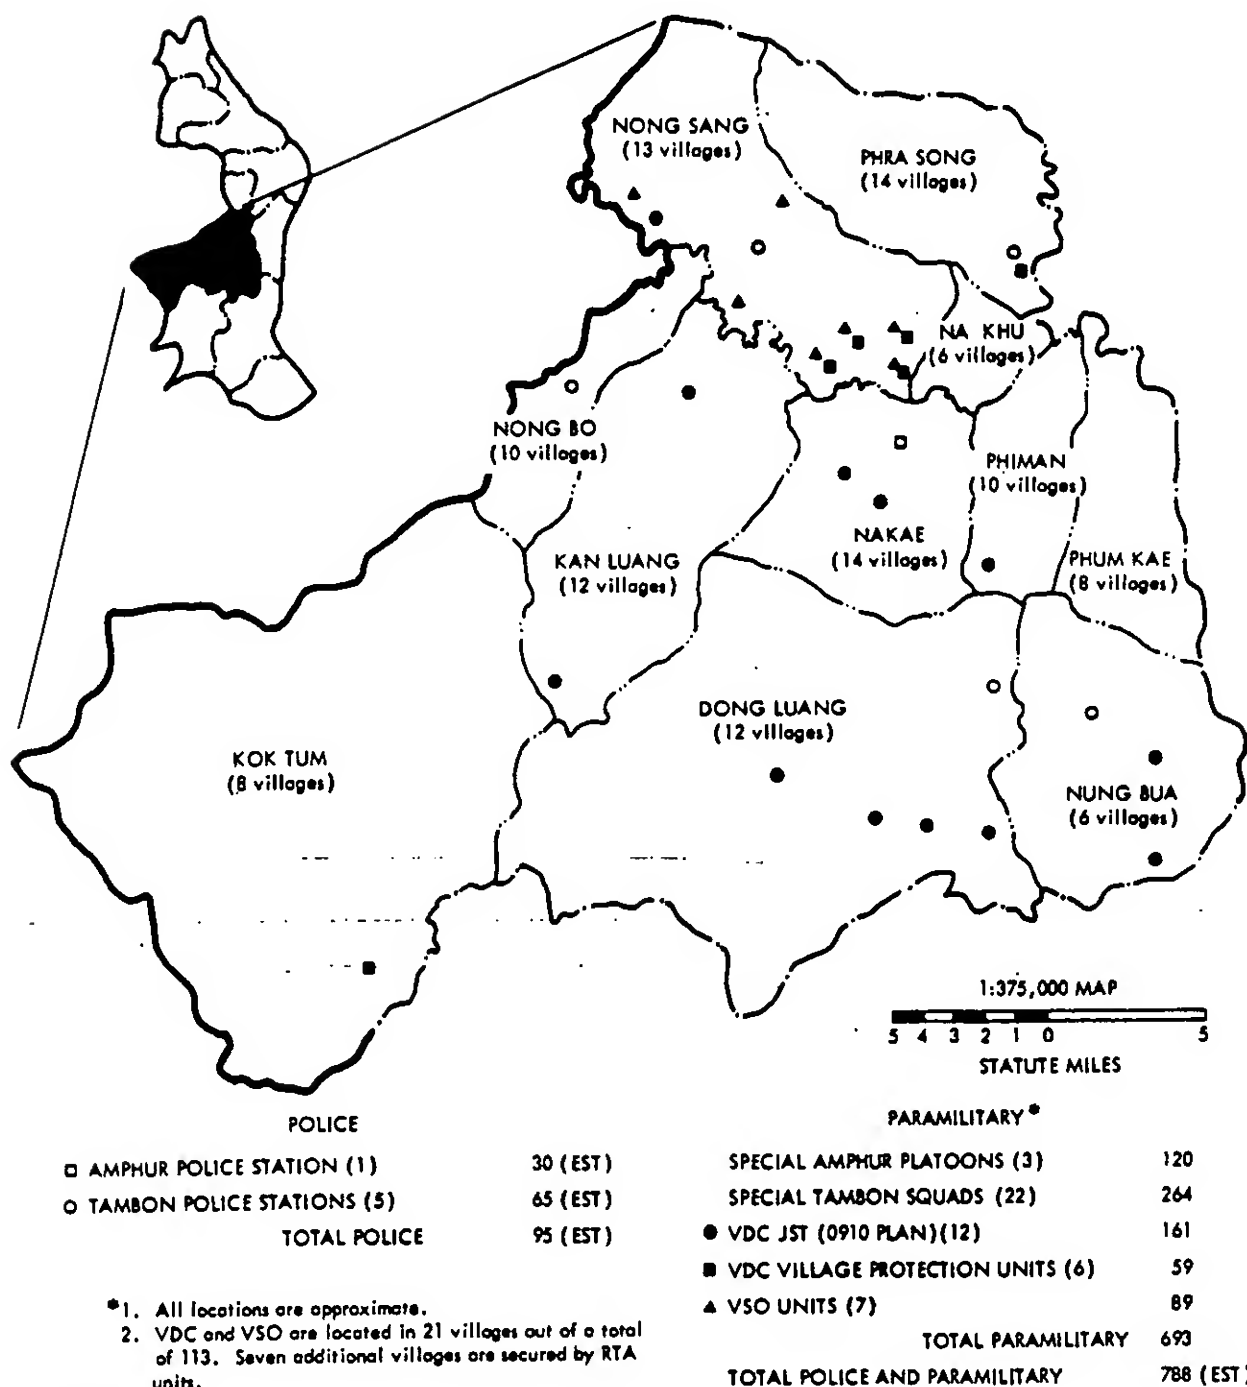 NONG SANG
(13 villages)
PHRA SONG
(14 villages)
NA KHU
(6 villages)
NONG BO
(10 villages)
PHIMAN
(10 villages)
NAKAE
(14 villages)
KAN LUANG
(12 villages)
PHUM KAE
(8 villages)
DONG LUANG
(12 villages)
KOK TUM
(8 villages)
NUNG BUA
(6 villages)
1:375,000 MAP
5 4 3 2 1 0 5
STATUTE MILES
POLICE
AMPHUR POLICE STATION (1) 30 (EST)
TAMBON POLICE STATIONS (5) 65 (EST)
TOTAL POLICE 95 (EST)
*1. All locations are approximate.
2. VDC and VSO are located in 21 villages out of a total
of 113. Seven additional villages are secured by RTA
units.
PARAMILITARY*
SPECIAL AMPHUR PLATOONS (3) 120
SPECIAL TAMBON SQUADS (22) 264
● VDC JST (0910 PLAN)(12) 161
■ VDC VILLAGE PROTECTION UNITS (6) 59
▲ VSO UNITS (7) 89
TOTAL PARAMILITARY 693
TOTAL POLICE AND PARAMILITARY 788 (EST)